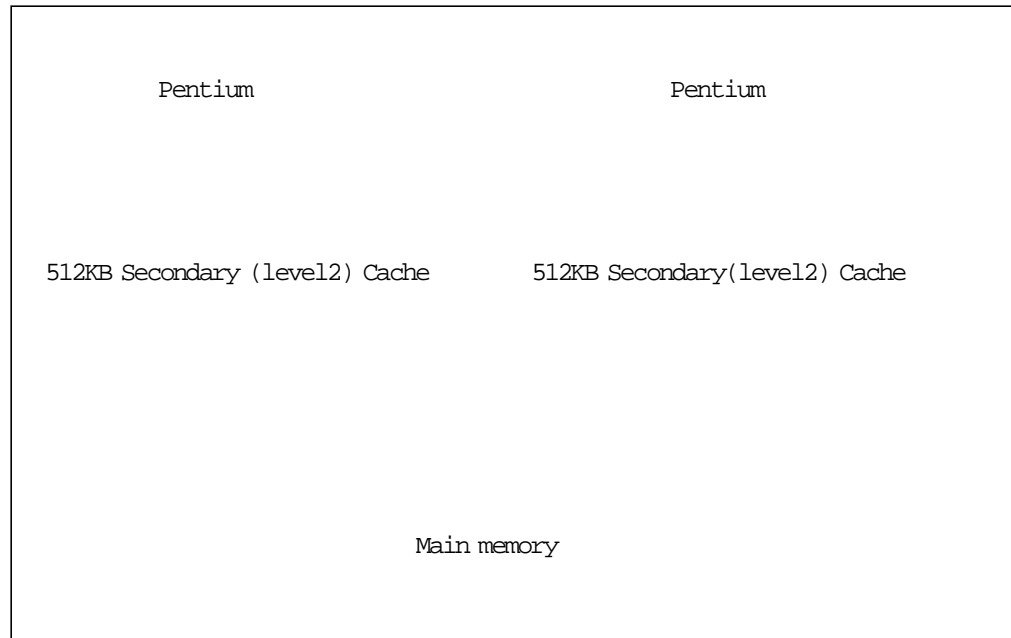 Pentium Pentium
512KB Secondary (level2) Cache 512KB Secondary(level2) Cache
Main memory